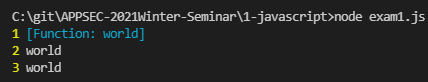 C:\git\APPSEC-2021Winter-Seminar\1-javascript>node exam1.js
1 [Function: world]
2 world
3 world